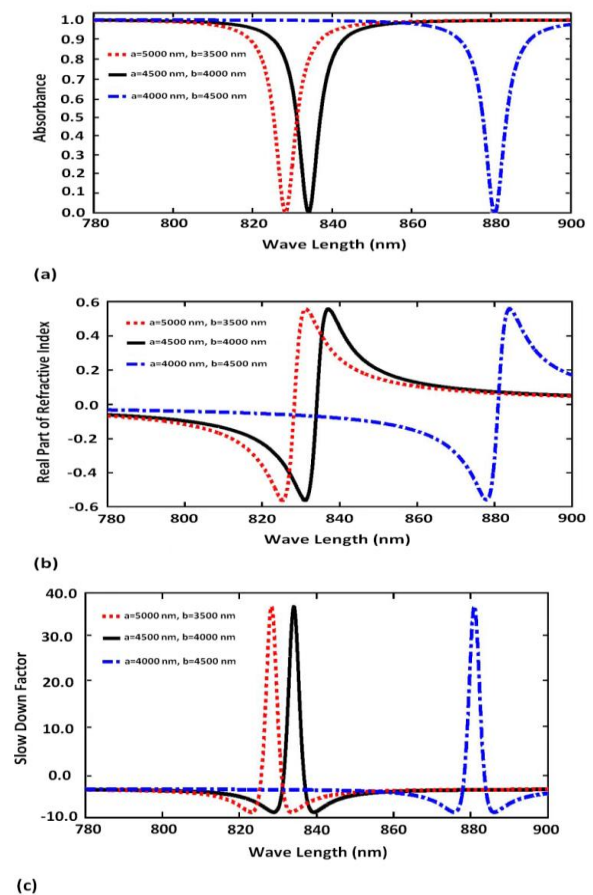 1.0
0.9
0.8
0.7
0.6
0.5
0.4
0.3
0.2
0.1
0.0
Absorbance
a=5000 nm, b=3500 nm
a=4500 nm, b=4000 nm
a=4000 nm, b=4500 nm
780 800 820 840 860 880 900
Wave Length (nm)
(a)
0.6
0.4
0.2
0.0
-0.2
-0.4
-0.6
Real Part of Refractive Index
a=5000 nm, b=3500 nm
a=4500 nm, b=4000 nm
a=4000 nm, b=4500 nm
780 800 820 840 860 880 900
Wave Length (nm)
(b)
40.0
30.0
20.0
10.0
0.0
-10.0
Slow Down Factor
a=5000 nm, b=3500 nm
a=4500 nm, b=4000 nm
a=4000 nm, b=4500 nm
780 800 820 840 860 880 900
Wave Length (nm)
(c)